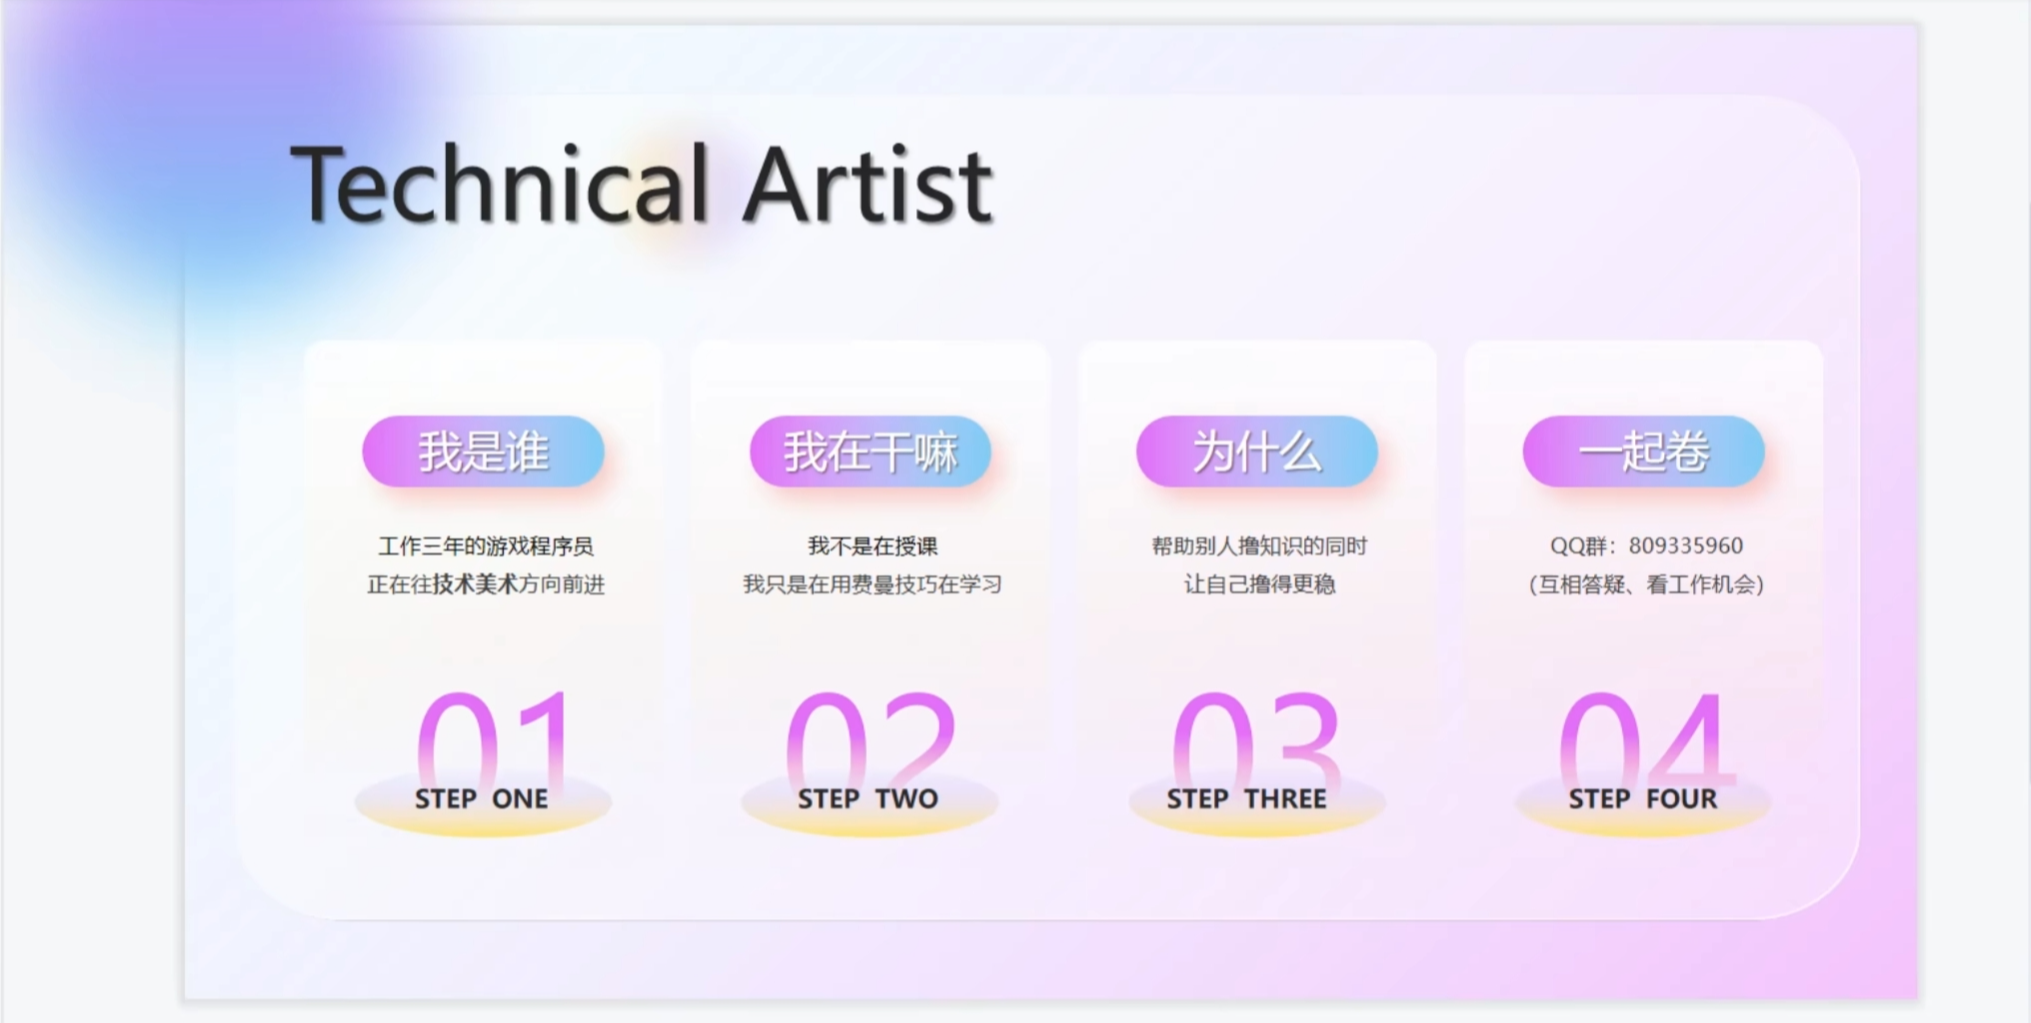 Technical Artist
我是谁
工作三年的游戏程序员
正在往技术美术方向前进
01
STEP ONE
我在干嘛
我不是在授课
我只是在用费曼技巧在学习
02
STEP TWO
为什么
帮助别人撸知识的同时
让自己撸得更稳
03
STEP THREE
一起卷
QQ群：809335960
（互相答疑、看工作机会）
04
STEP FOUR